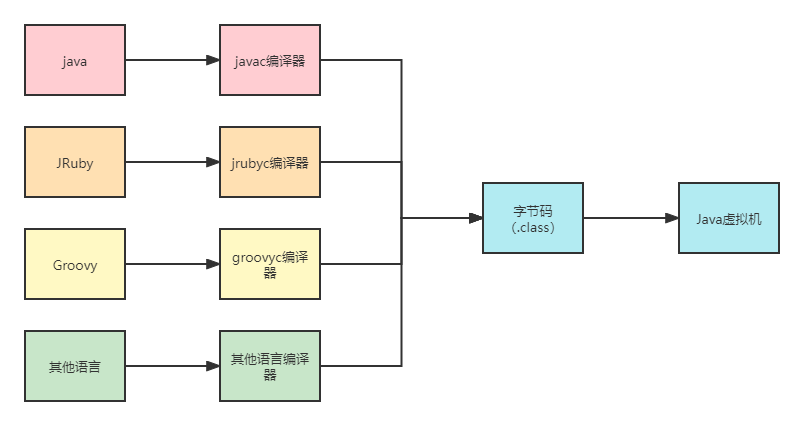 java
javac编译器
JRuby
jrubyc编译器
字节码
（.class）
Java虚拟机
Groovy
groovyc编译
器
其他语言
其他语言编译
器